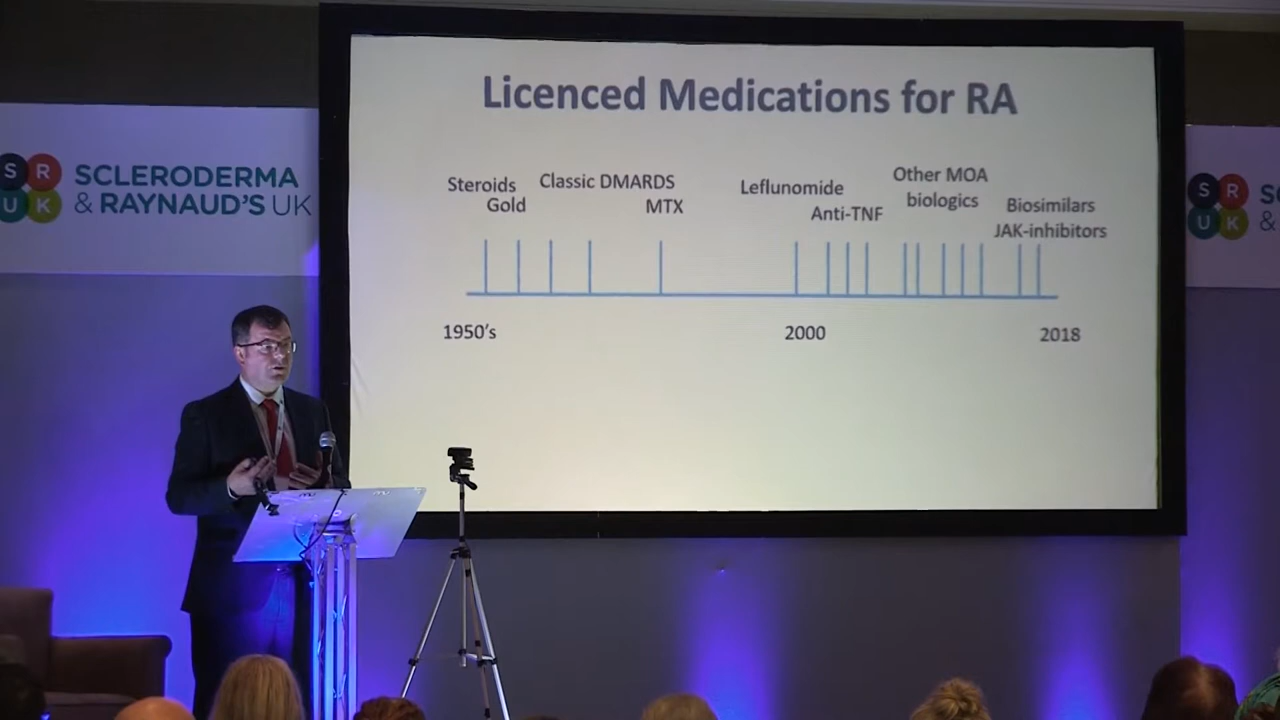 Licenced Medications for RA
Steroids
Gold
Classic DMARDS
MTX
Leflunomide
Anti-TNF
Other MOA
biologics
Biosimilars
JAK-inhibitors
1950's
2000
2018
S R
U K
SCLERODERMA
& RAYNAUD'S UK
S R
U K
S
&